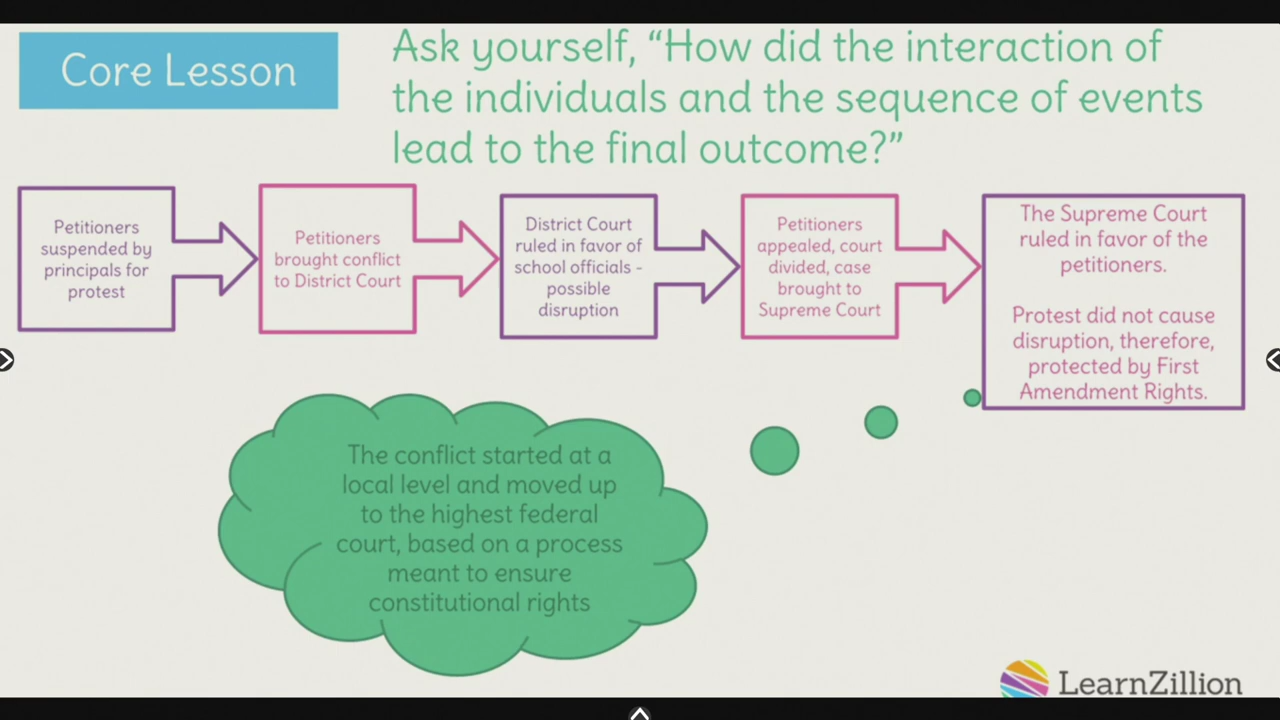 Core Lesson
Ask yourself, “How did the interaction of
the individuals and the sequence of events
lead to the final outcome?”
Petitioners
suspended by
principals for
protest
Petitioners
brought conflict
to District Court
District Court
ruled in favor of
school officials -
possible
disruption
Petitioners
appealed, court
divided, case
brought to
Supreme Court
The Supreme Court
ruled in favor of the
petitioners.
Protest did not cause
disruption, therefore,
protected by First
Amendment Rights.
The conflict started at a
local level and moved up
to the highest federal
court, based on a process
meant to ensure
constitutional rights
LearnZillion